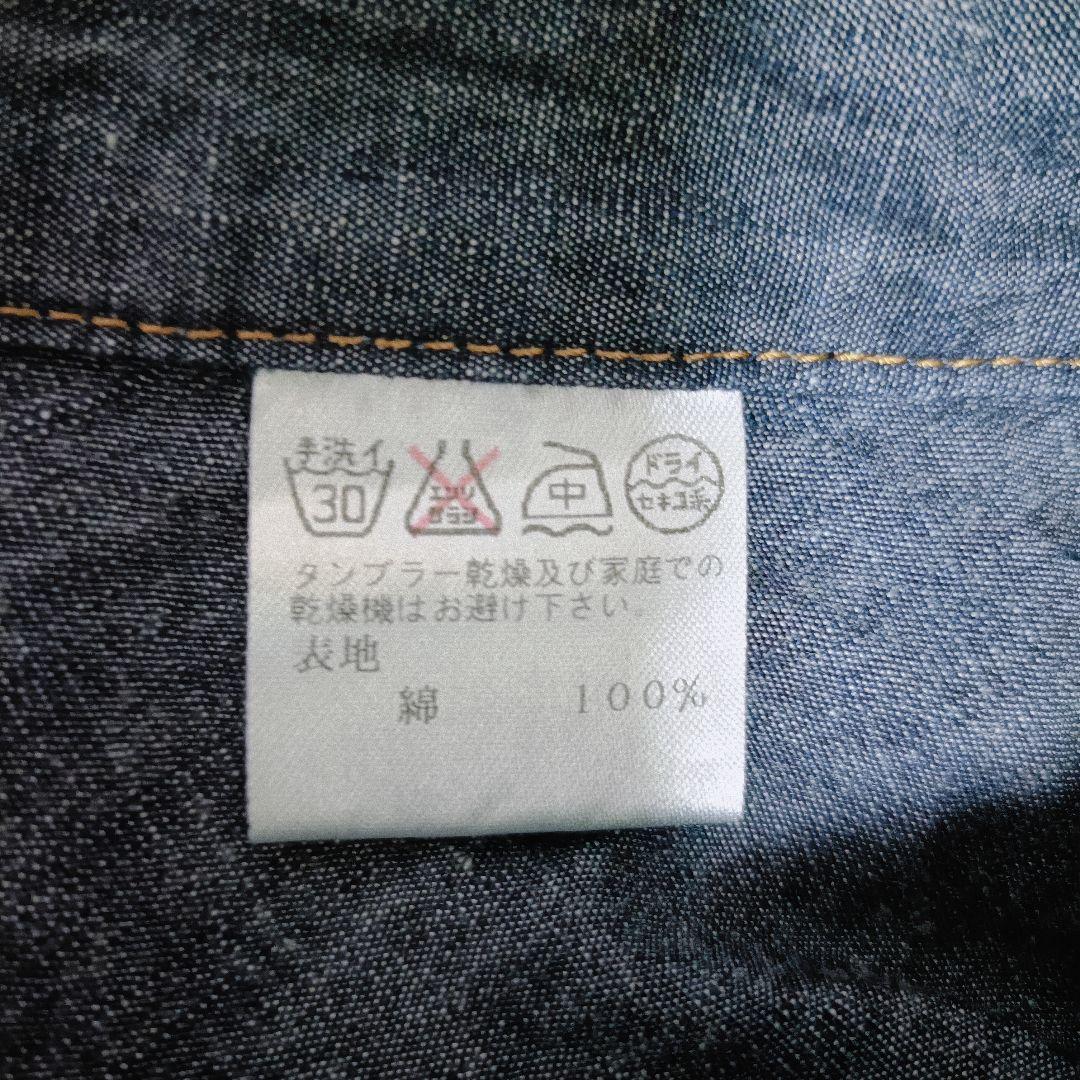 手洗イ
30
エンソ
サラシ
中
ドライ
セキユ系
タンブラー乾燥及び家庭での
乾燥機はお避け下さい。
表地
綿 100%